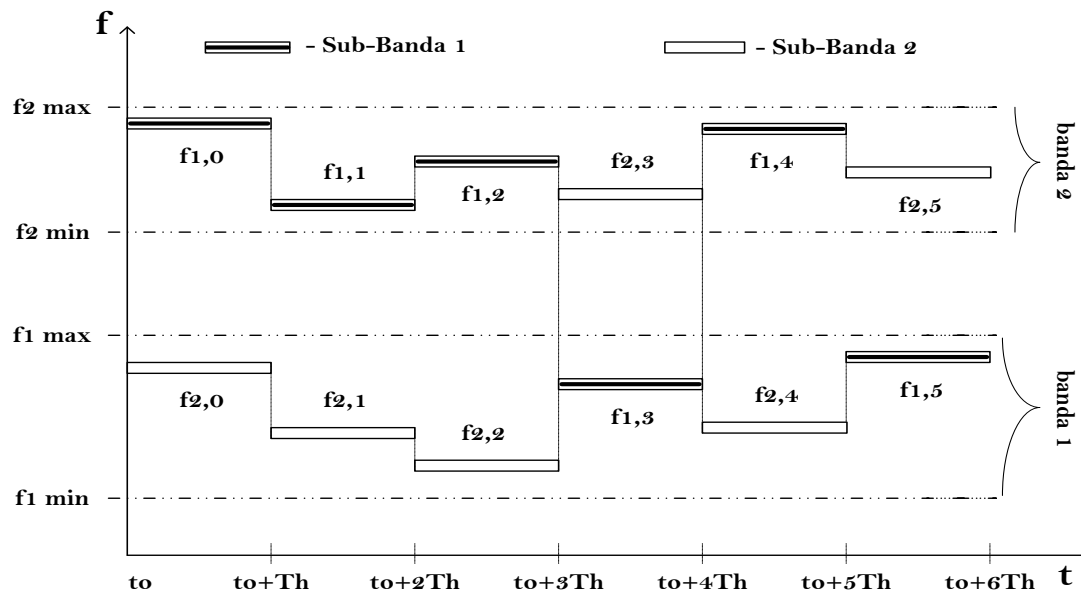 f
- Sub-Banda 1
- Sub-Banda 2
f2 max
f1,0
f1,1
f1,2
f2,3
f1,4
f2,5
banda 2
f2 min
f1 max
f2,0
f2,1
f2,2
f1,3
f2,4
f1,5
banda 1
f1 min
to
to+Th
to+2Th
to+3Th
to+4Th
to+5Th
to+6Th
t